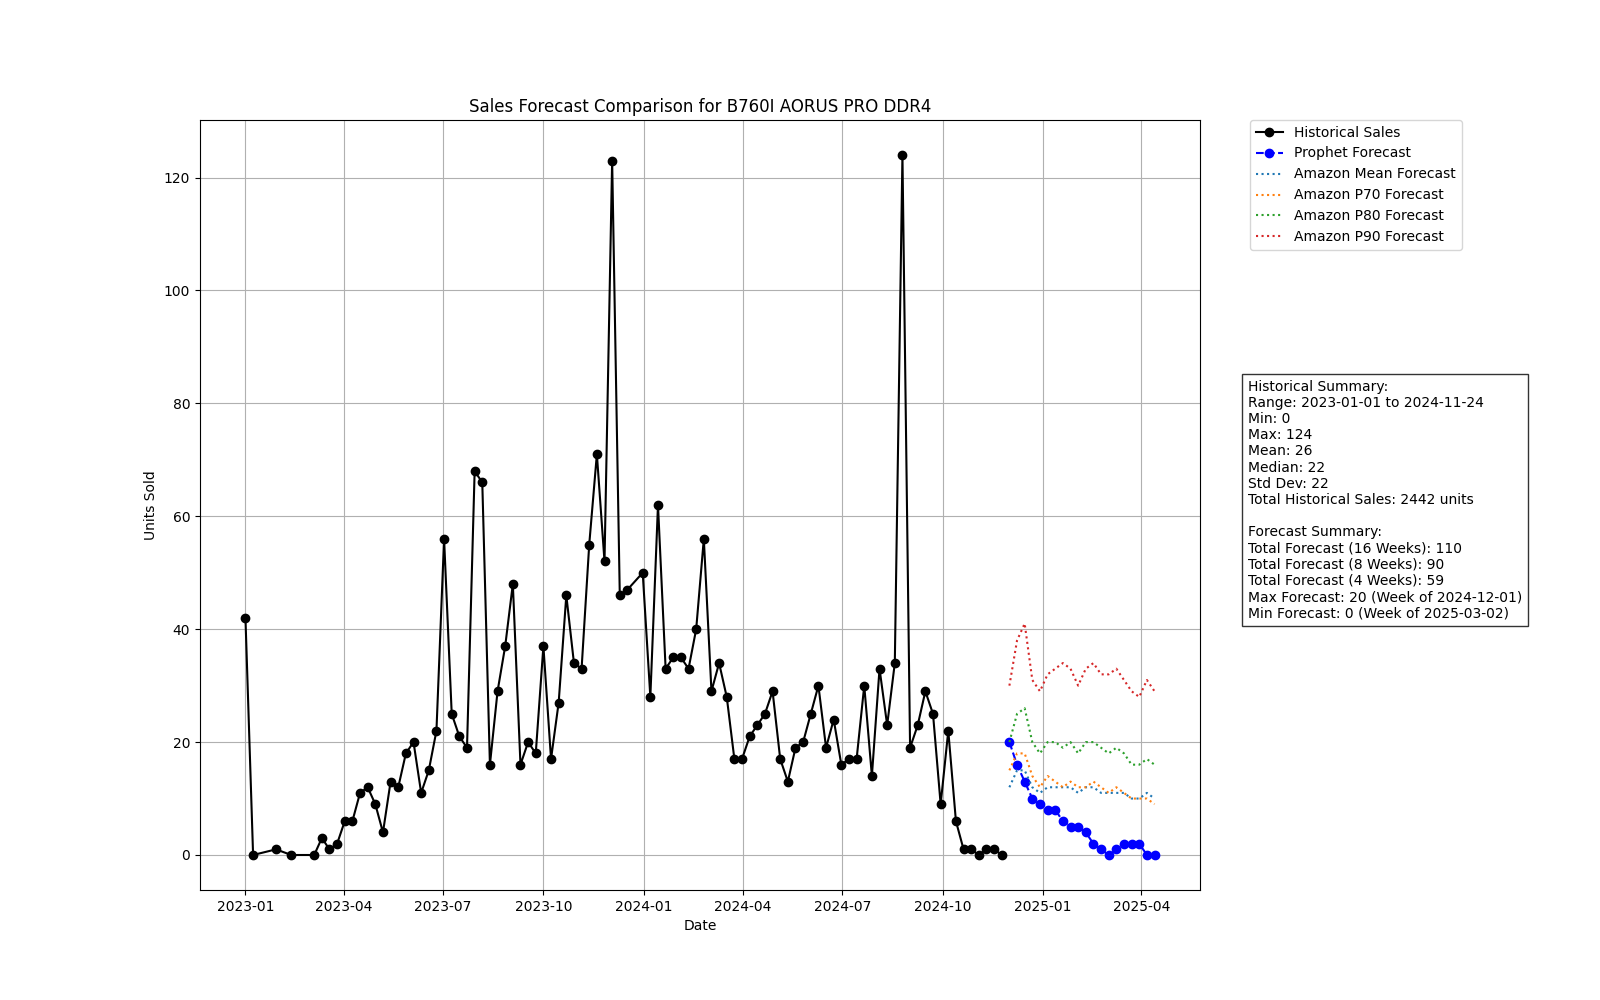 Sales Forecast Comparison for B760I AORUS PRO DDR4
Historical Sales
Prophet Forecast
Amazon Mean Forecast
Amazon P70 Forecast
Amazon P80 Forecast
Amazon P90 Forecast
120
100
80
60
40
20
0
Units Sold
2023-01 2023-04 2023-07 2023-10 2024-01 2024-04 2024-07 2024-10 2025-01 2025-04
Date
Historical Summary:
Range: 2023-01-01 to 2024-11-24
Min: 0
Max: 124
Mean: 26
Median: 22
Std Dev: 22
Total Historical Sales: 2442 units
Forecast Summary:
Total Forecast (16 Weeks): 110
Total Forecast (8 Weeks): 90
Total Forecast (4 Weeks): 59
Max Forecast: 20 (Week of 2024-12-01)
Min Forecast: 0 (Week of 2025-03-02)